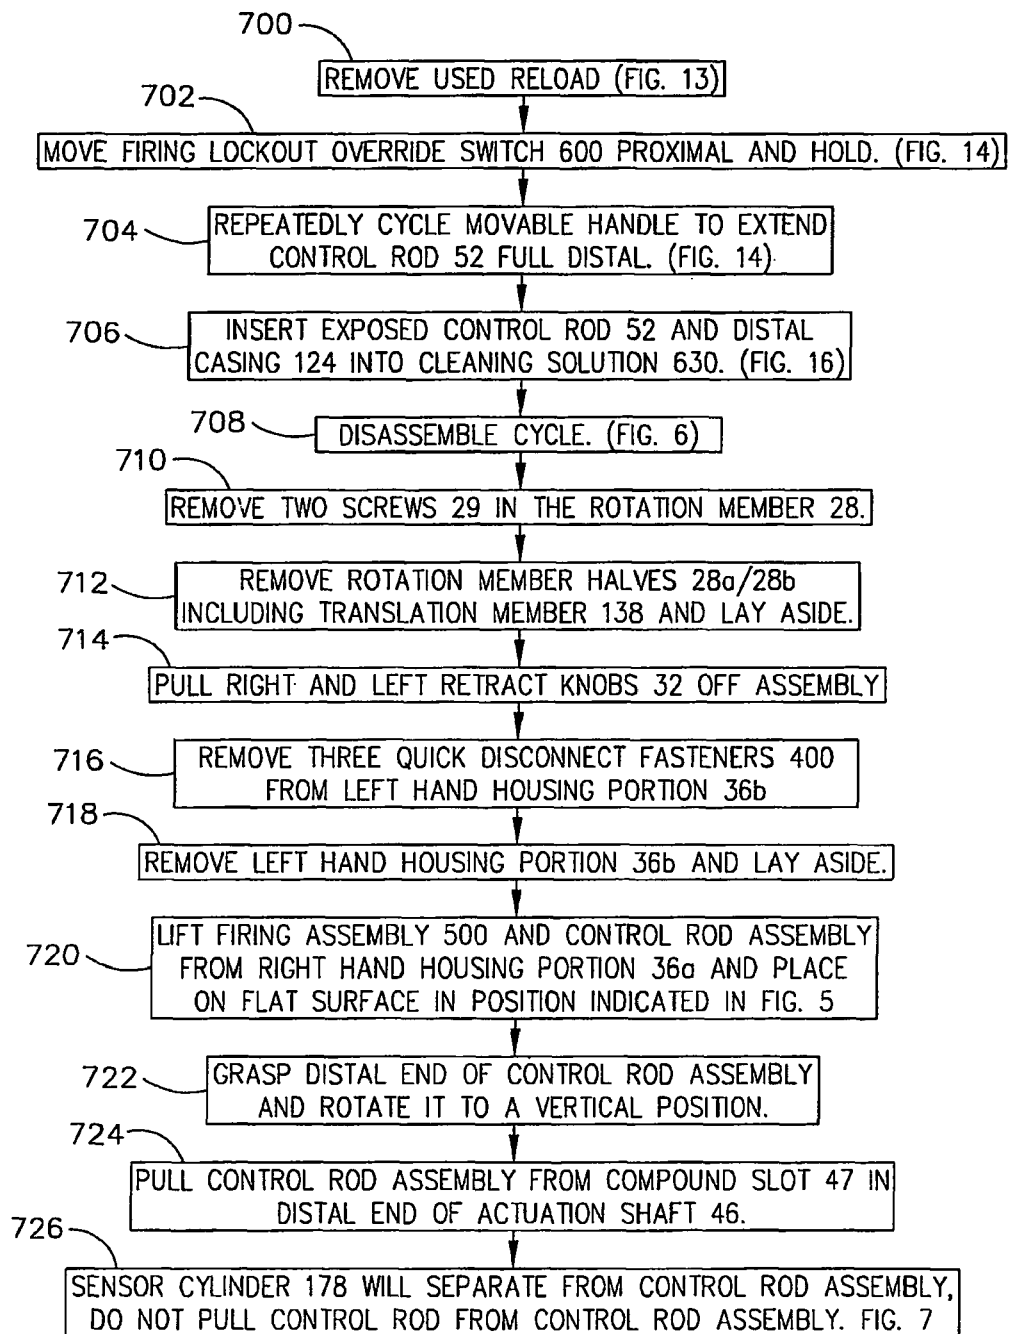 700
REMOVE USED RELOAD (FIG. 13)
702
MOVE FIRING LOCKOUT OVERRIDE SWITCH 600 PROXIMAL AND HOLD. (FIG. 14)
704
REPEATEDLY CYCLE MOVABLE HANDLE TO EXTEND
CONTROL ROD 52 FULL DISTAL. (FIG. 14)
706
INSERT EXPOSED CONTROL ROD 52 AND DISTAL
CASING 124 INTO CLEANING SOLUTION 630. (FIG. 16)
708
DISASSEMBLE CYCLE. (FIG. 6)
710
REMOVE TWO SCREWS 29 IN THE ROTATION MEMBER 28.
712
REMOVE ROTATION MEMBER HALVES 28a/28b
INCLUDING TRANSLATION MEMBER 138 AND LAY ASIDE.
714
PULL RIGHT AND LEFT RETRACT KNOBS 32 OFF ASSEMBLY
716
REMOVE THREE QUICK DISCONNECT FASTENERS 400
FROM LEFT HAND HOUSING PORTION 36b
718
REMOVE LEFT HAND HOUSING PORTION 36b AND LAY ASIDE.
720
LIFT FIRING ASSEMBLY 500 AND CONTROL ROD ASSEMBLY
FROM RIGHT HAND HOUSING PORTION 36a AND PLACE
ON FLAT SURFACE IN POSITION INDICATED IN FIG. 5
722
GRASP DISTAL END OF CONTROL ROD ASSEMBLY
AND ROTATE IT TO A VERTICAL POSITION.
724
PULL CONTROL ROD ASSEMBLY FROM COMPOUND SLOT 47 IN
DISTAL END OF ACTUATION SHAFT 46.
726
SENSOR CYLINDER 178 WILL SEPARATE FROM CONTROL ROD ASSEMBLY,
DO NOT PULL CONTROL ROD FROM CONTROL ROD ASSEMBLY. FIG. 7